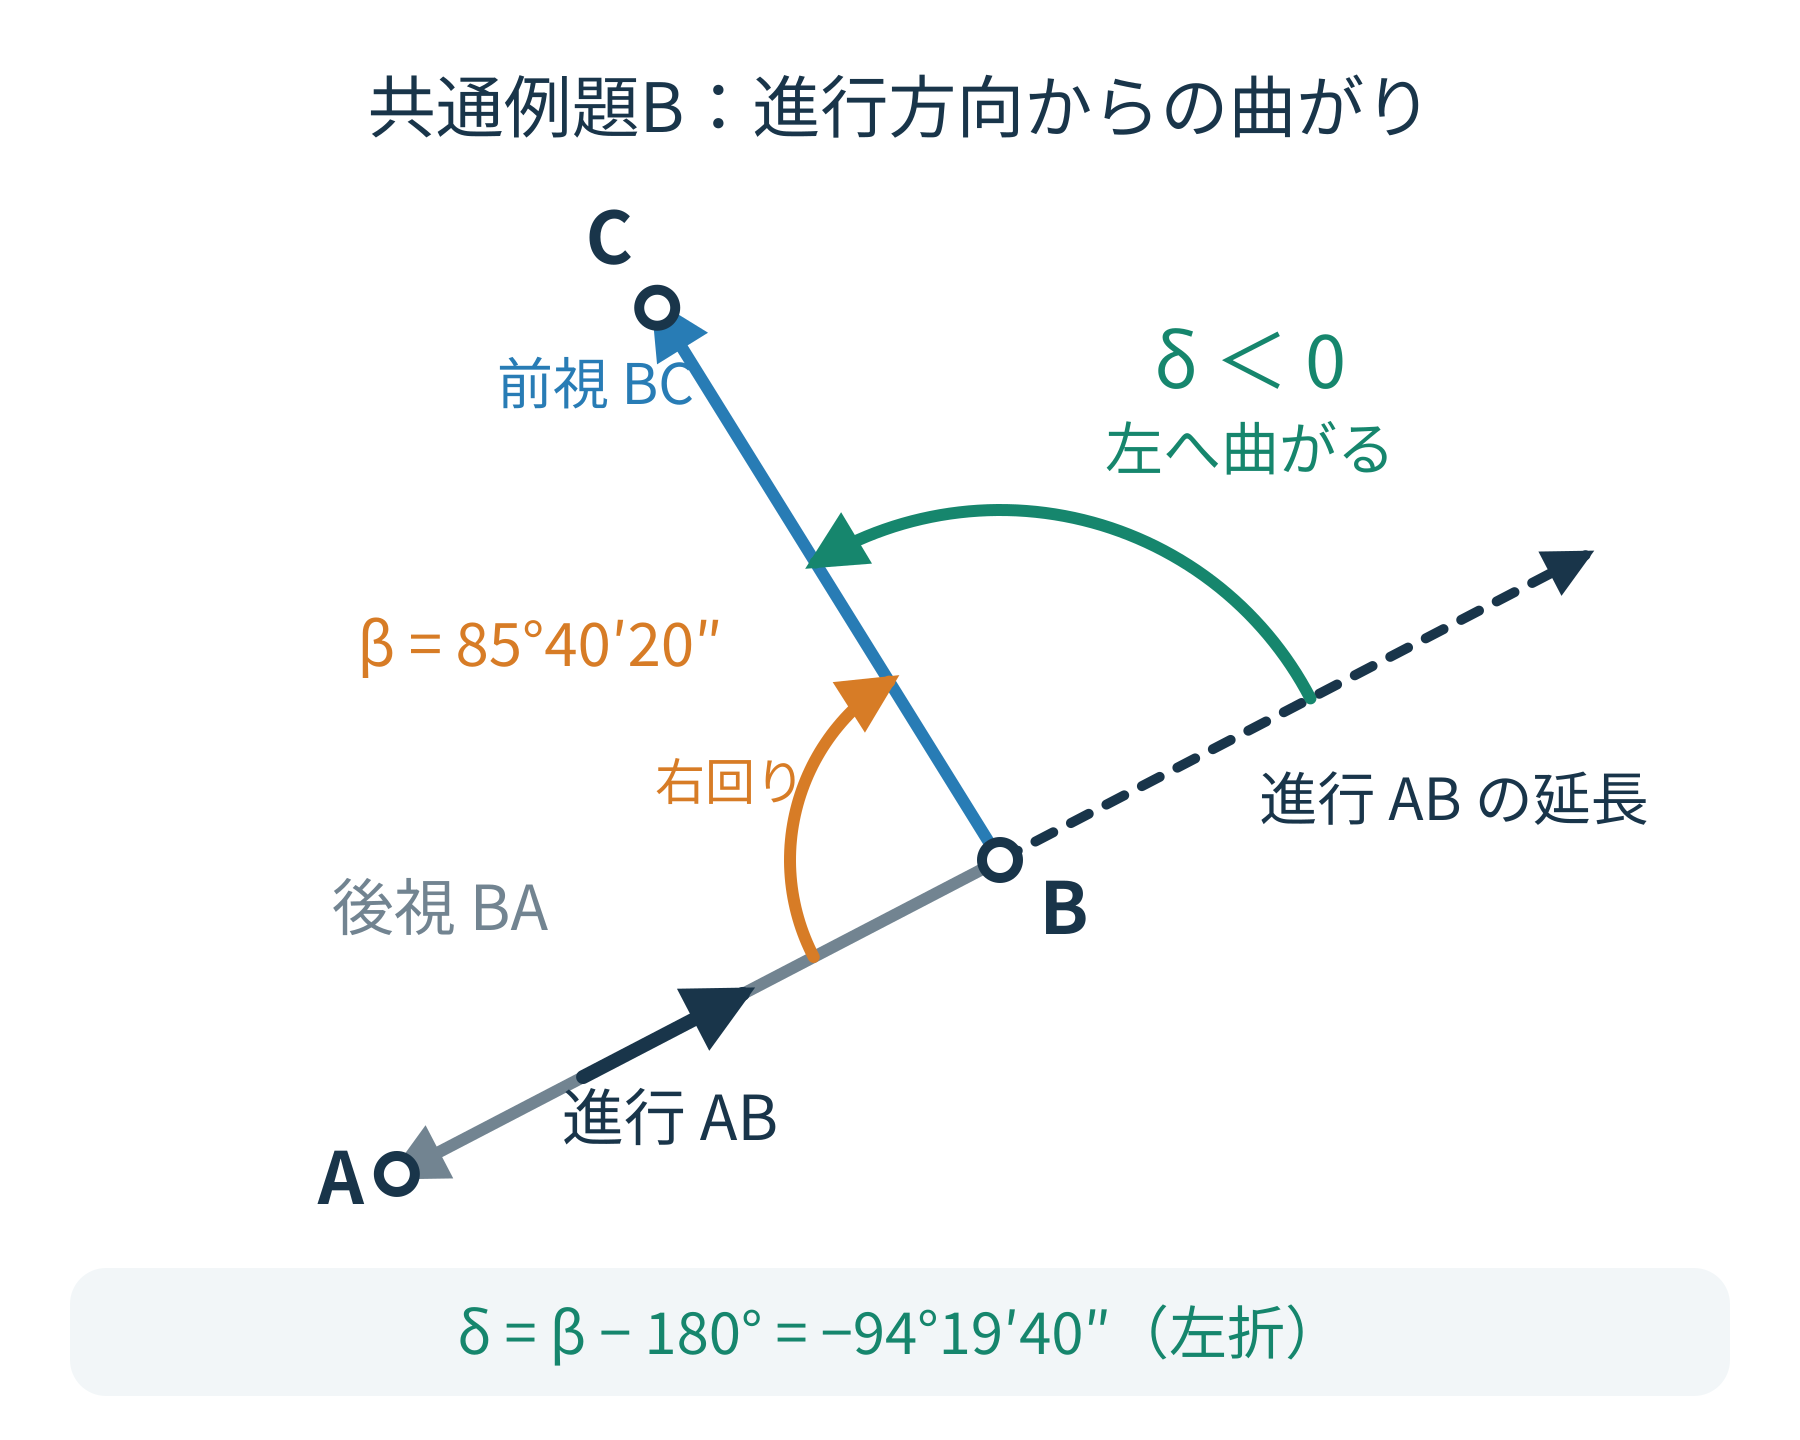 共通例題B：進行方向からの曲がり
C
前視 BC
δ < 0
左へ曲がる
β = 85°40′20″
右回り
進行 AB の延長
後視 BA
B
進行 AB
A
δ = β − 180° = −94°19′40″（左折）